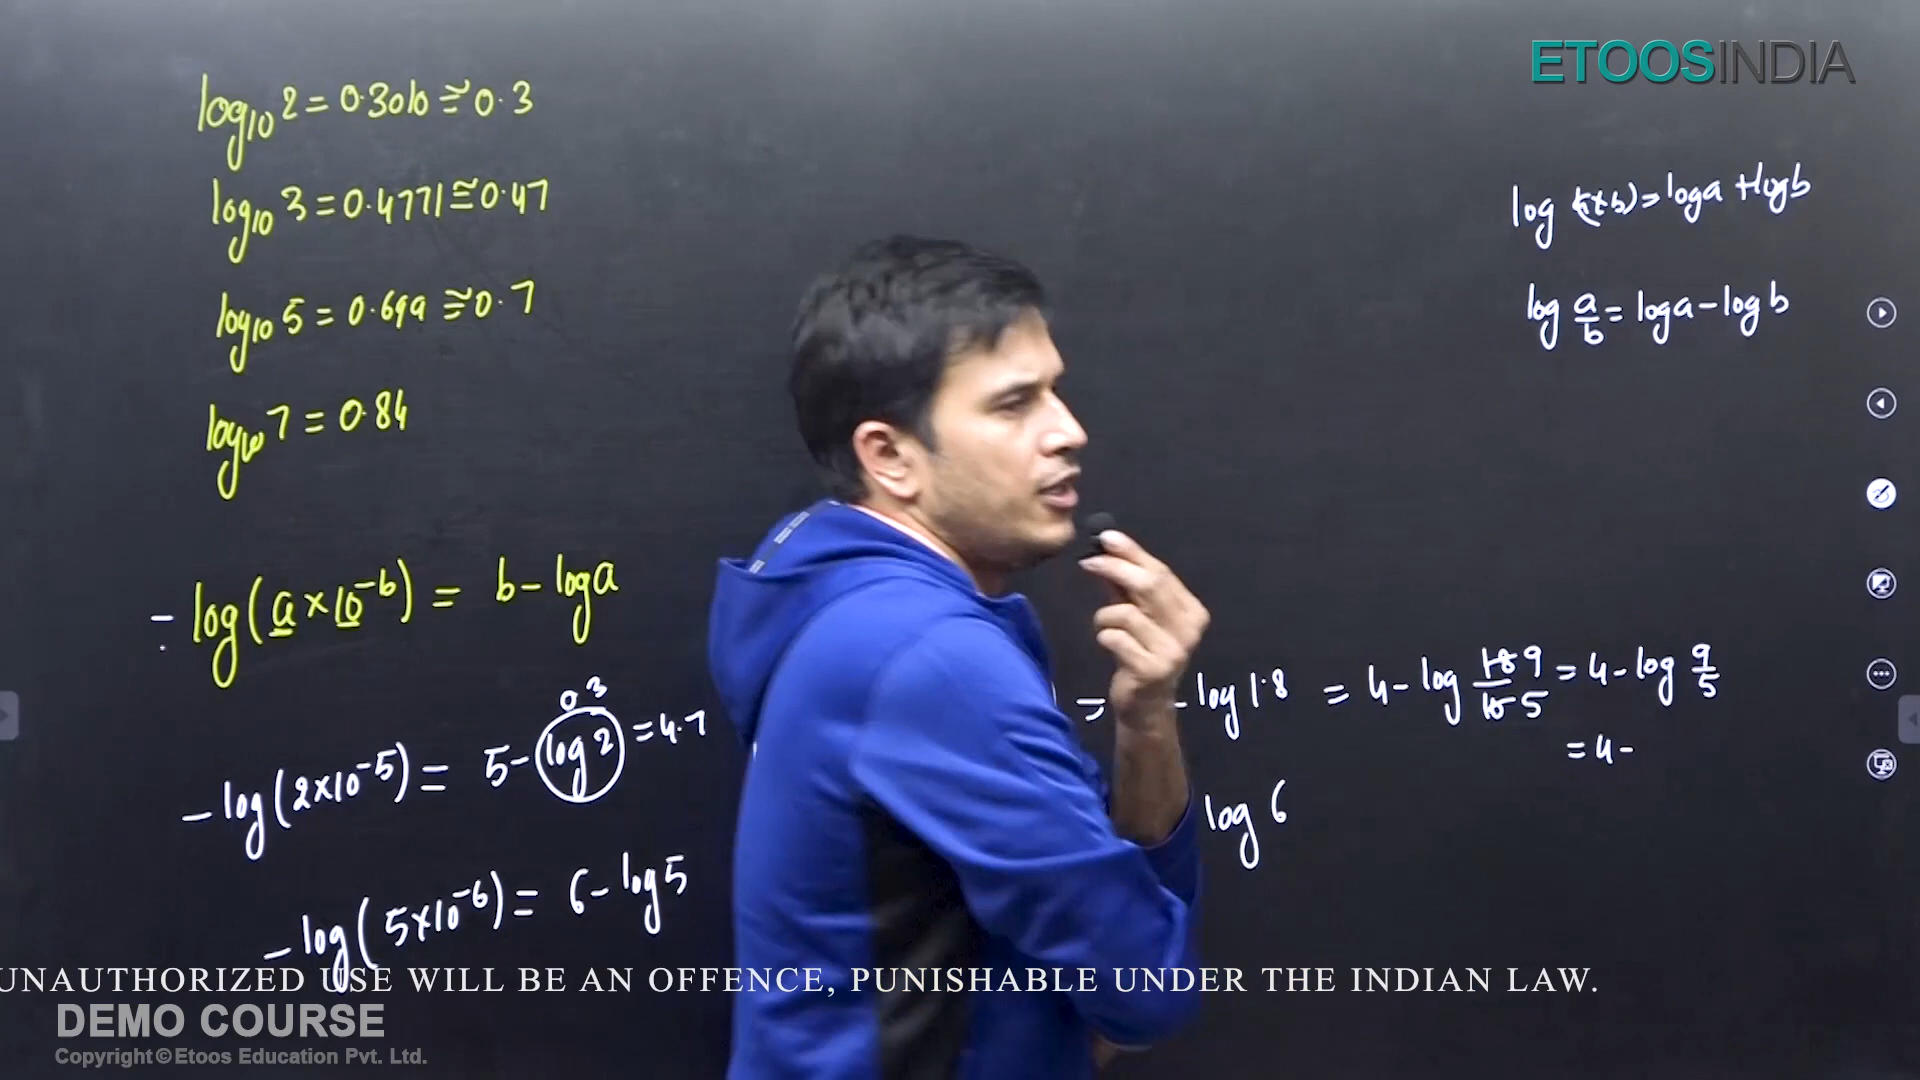 ETOOSINDIA
log₁₀ 2 = 0.3010 ≅ 0.3
log₁₀ 3 = 0.4771 ≅ 0.47
log₁₀ 5 = 0.699 ≅ 0.7
log₁₀ 7 = 0.84
log (a×b) = log a + log b
log a/b = log a - log b
- log (a × 10⁻ᵇ) = b - log a
0.3
- log (2×10⁻⁵) = 5 - log 2 = 4.7
- log (5×10⁻⁶) = 6 - log 5
= - log 1.8 = 4 - log 18 9/10 5 = 4 - log 9/5
= 4 -
log 6
UNAUTHORIZED USE WILL BE AN OFFENCE, PUNISHABLE UNDER THE INDIAN LAW.
DEMO COURSE
Copyright © Etoos Education Pvt. Ltd.